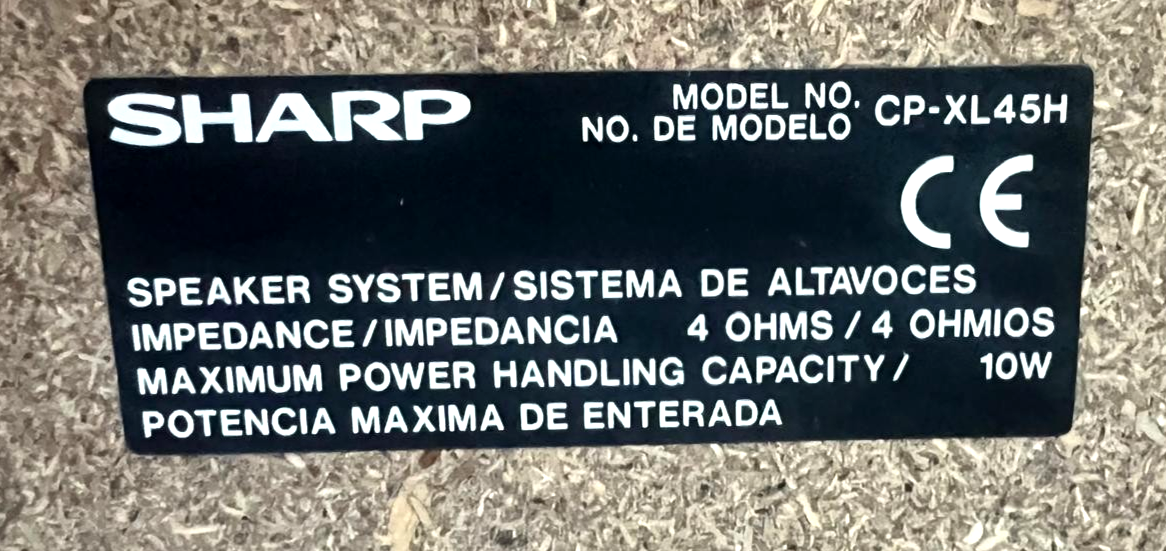 SHARP
MODEL NO.
NO. DE MODELO
CP-XL45H
CE
SPEAKER SYSTEM/SISTEMA DE ALTAVOCES
IMPEDANCE/IMPEDANCIA 4 OHMS / 4 OHMIOS
MAXIMUM POWER HANDLING CAPACITY/ 10W
POTENCIA MAXIMA DE ENTERADA